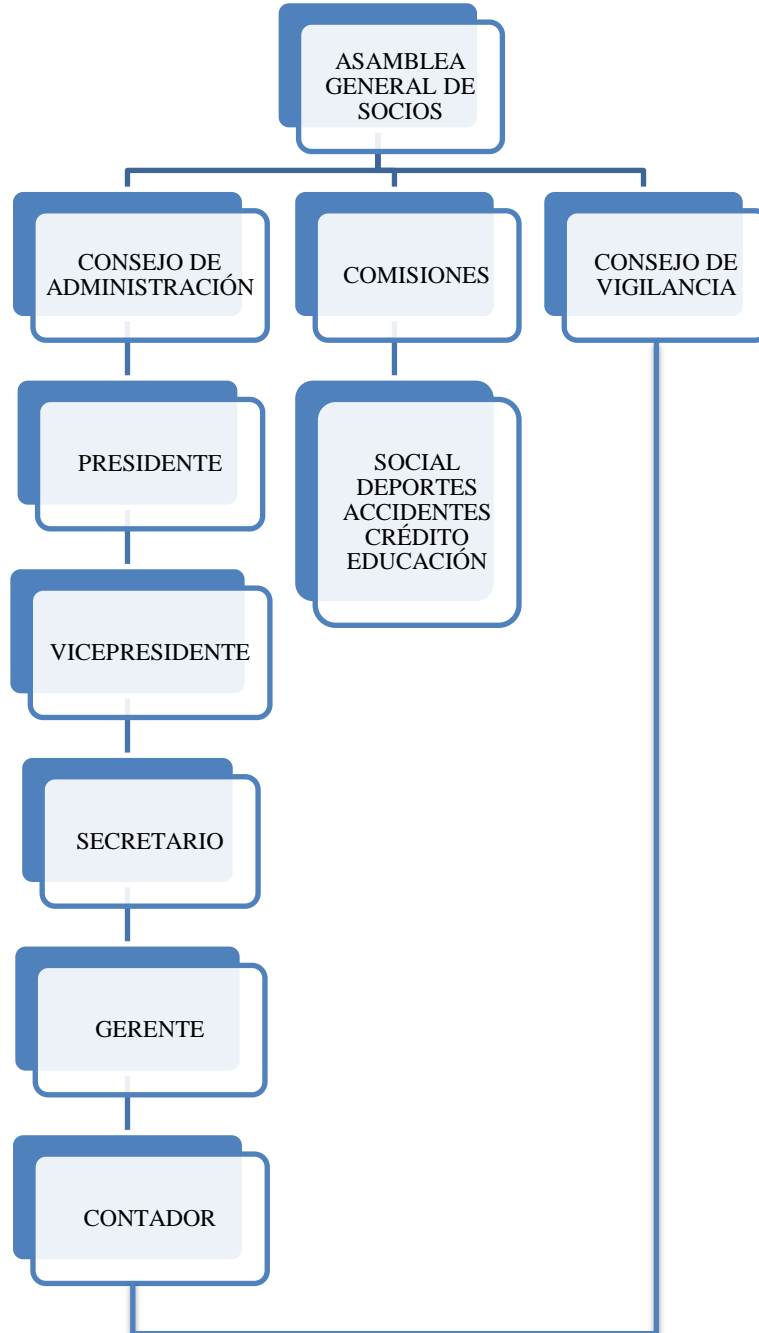 ASAMBLEA
GENERAL DE
SOCIOS
CONSEJO DE
ADMINISTRACIÓN
COMISIONES
CONSEJO DE
VIGILANCIA
PRESIDENTE
SOCIAL
DEPORTES
ACCIDENTES
CRÉDITO
EDUCACIÓN
VICEPRESIDENTE
SECRETARIO
GERENTE
CONTADOR